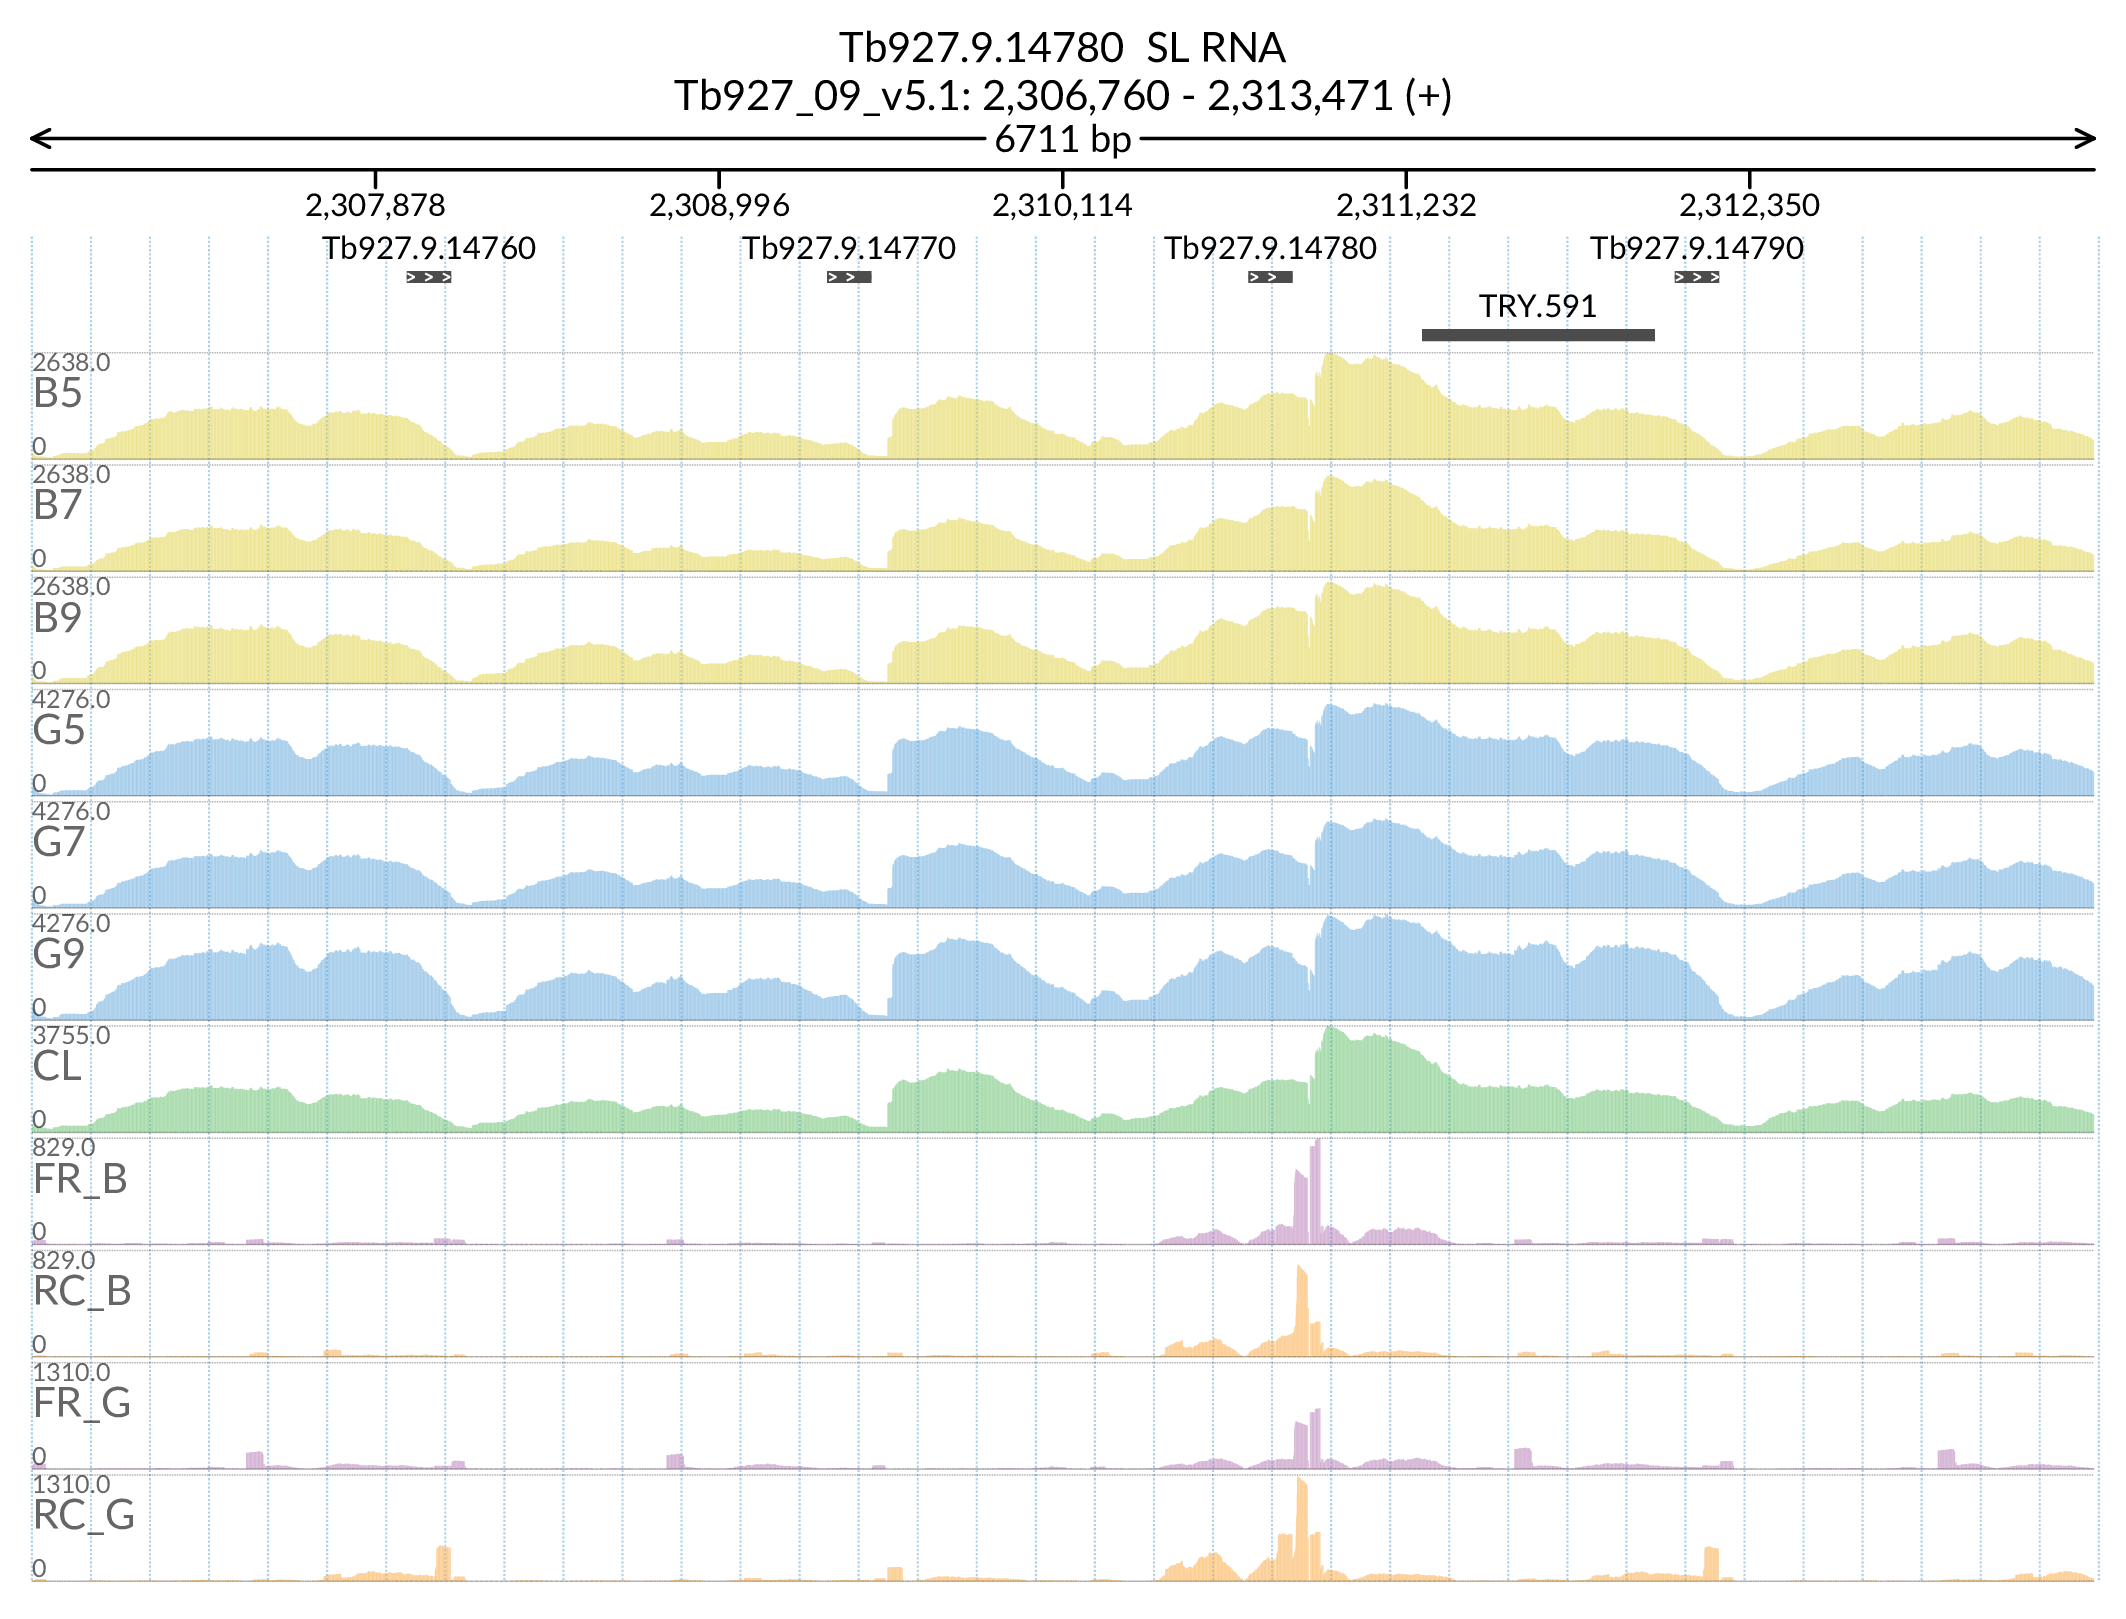 Tb927.9.14780  SL RNA
Tb927_09_v5.1: 2,306,760 - 2,313,471 (+)
6711 bp
2,307,878 2,308,996 2,310,114 2,311,232 2,312,350
Tb927.9.14760 Tb927.9.14770 Tb927.9.14780 Tb927.9.14790
TRY.591
2638.0
B5
0
2638.0
B7
0
2638.0
B9
0
4276.0
G5
0
4276.0
G7
0
4276.0
G9
0
3755.0
CL
0
829.0
FR_B
0
829.0
RC_B
0
1310.0
FR_G
0
1310.0
RC_G
0